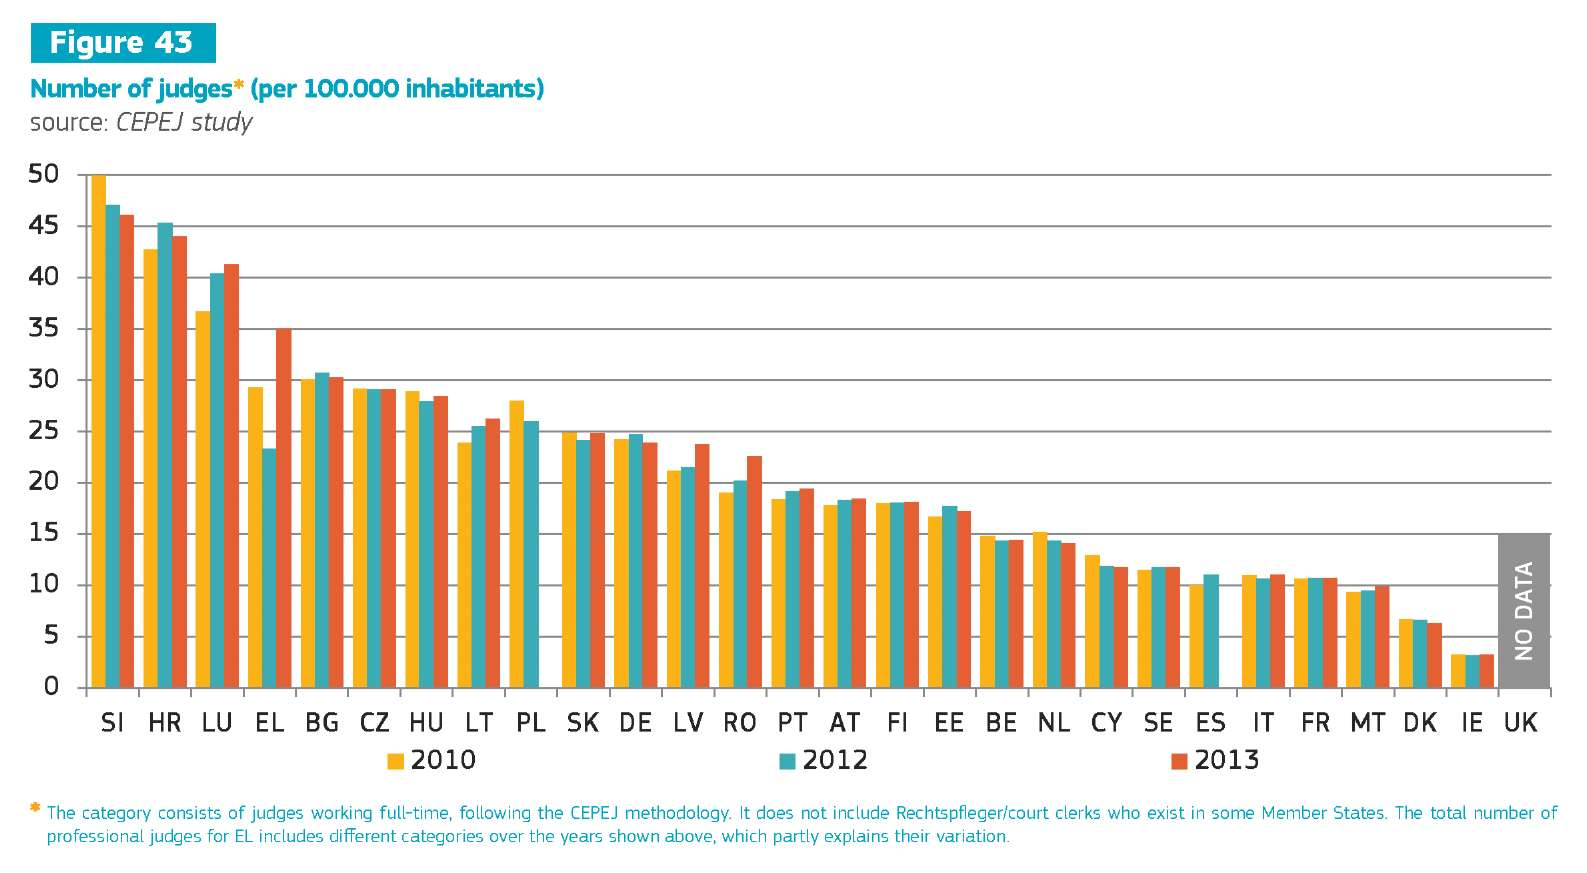 Figure 43
Number of judges* (per 100.000 inhabitants)
source: CEPEJ study
50
45
40
35
30
25
20
15
10
5
0
NO DATA
SI HR LU EL BG CZ HU LT PL SK DE LV RO PT AT FI EE BE NL CY SE ES IT FR MT DK IE UK
2010 2012 2013
* The category consists of judges working full-time, following the CEPEJ methodology. It does not include Rechtspfleger/court clerks who exist in some Member States. The total number of
professional judges for EL includes different categories over the years shown above, which partly explains their variation.